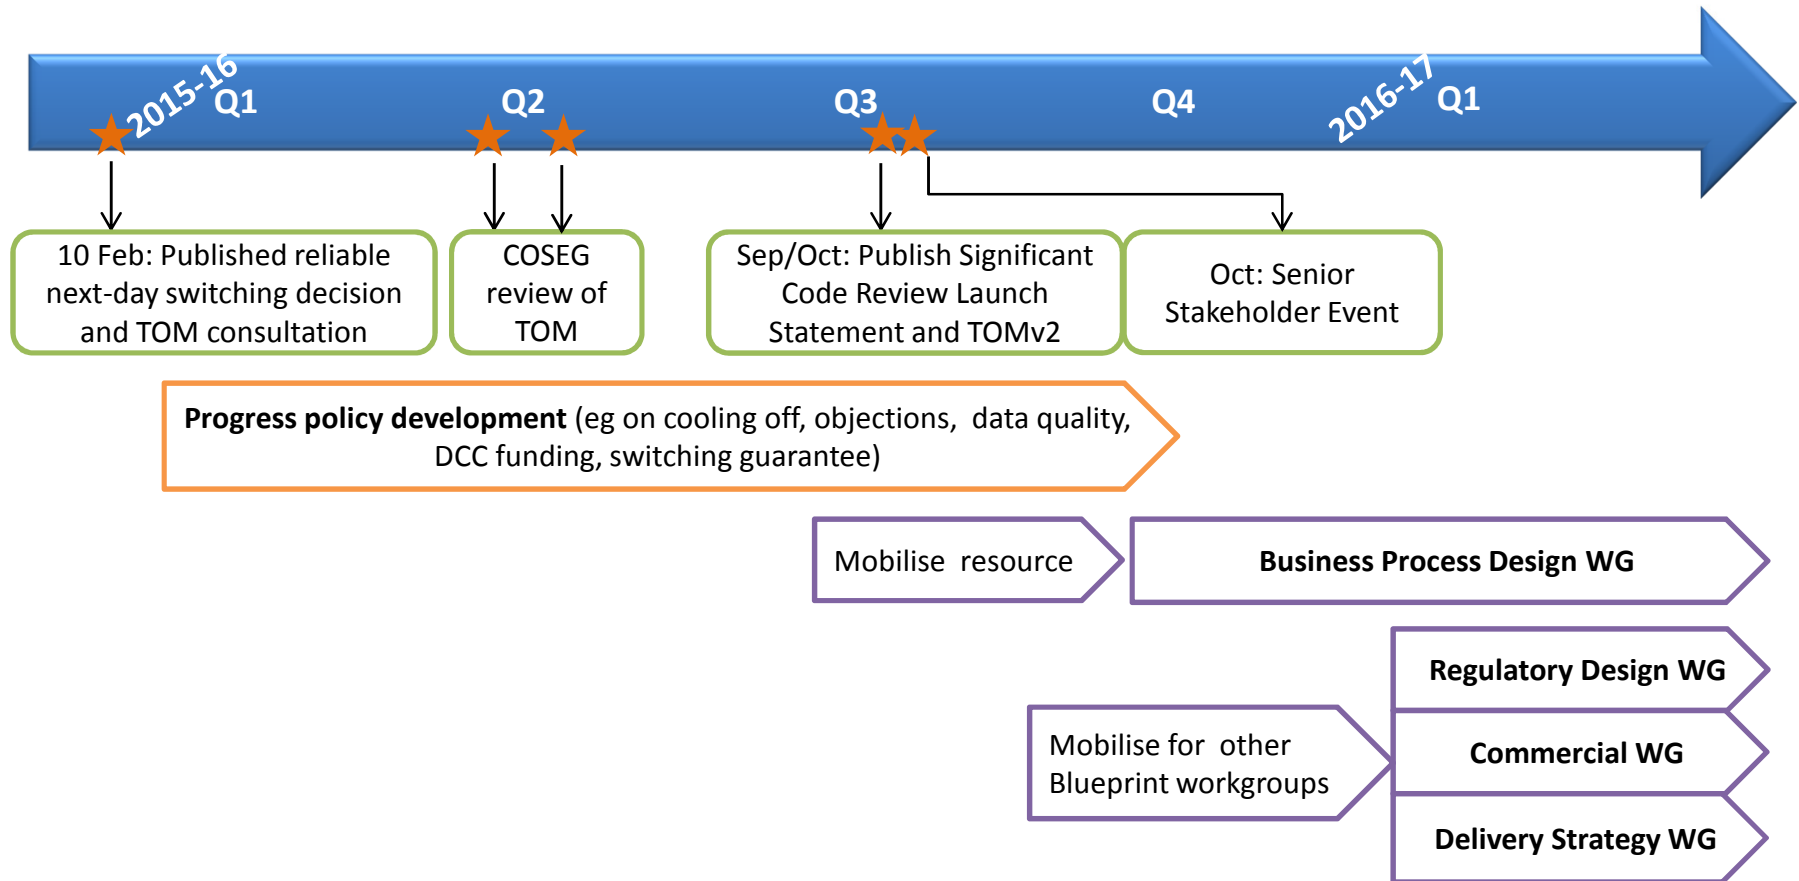 2015-16
Q1
Q2
Q3
Q4
2016-17
Q1
10 Feb: Published reliable
next-day switching decision
and TOM consultation
COSEG
review of
TOM
Sep/Oct: Publish Significant
Code Review Launch
Statement and TOMv2
Oct: Senior
Stakeholder Event
Progress policy development (eg on cooling off, objections, data quality,
DCC funding, switching guarantee)
Mobilise resource
Business Process Design WG
Regulatory Design WG
Mobilise for other
Blueprint workgroups
Commercial WG
Delivery Strategy WG